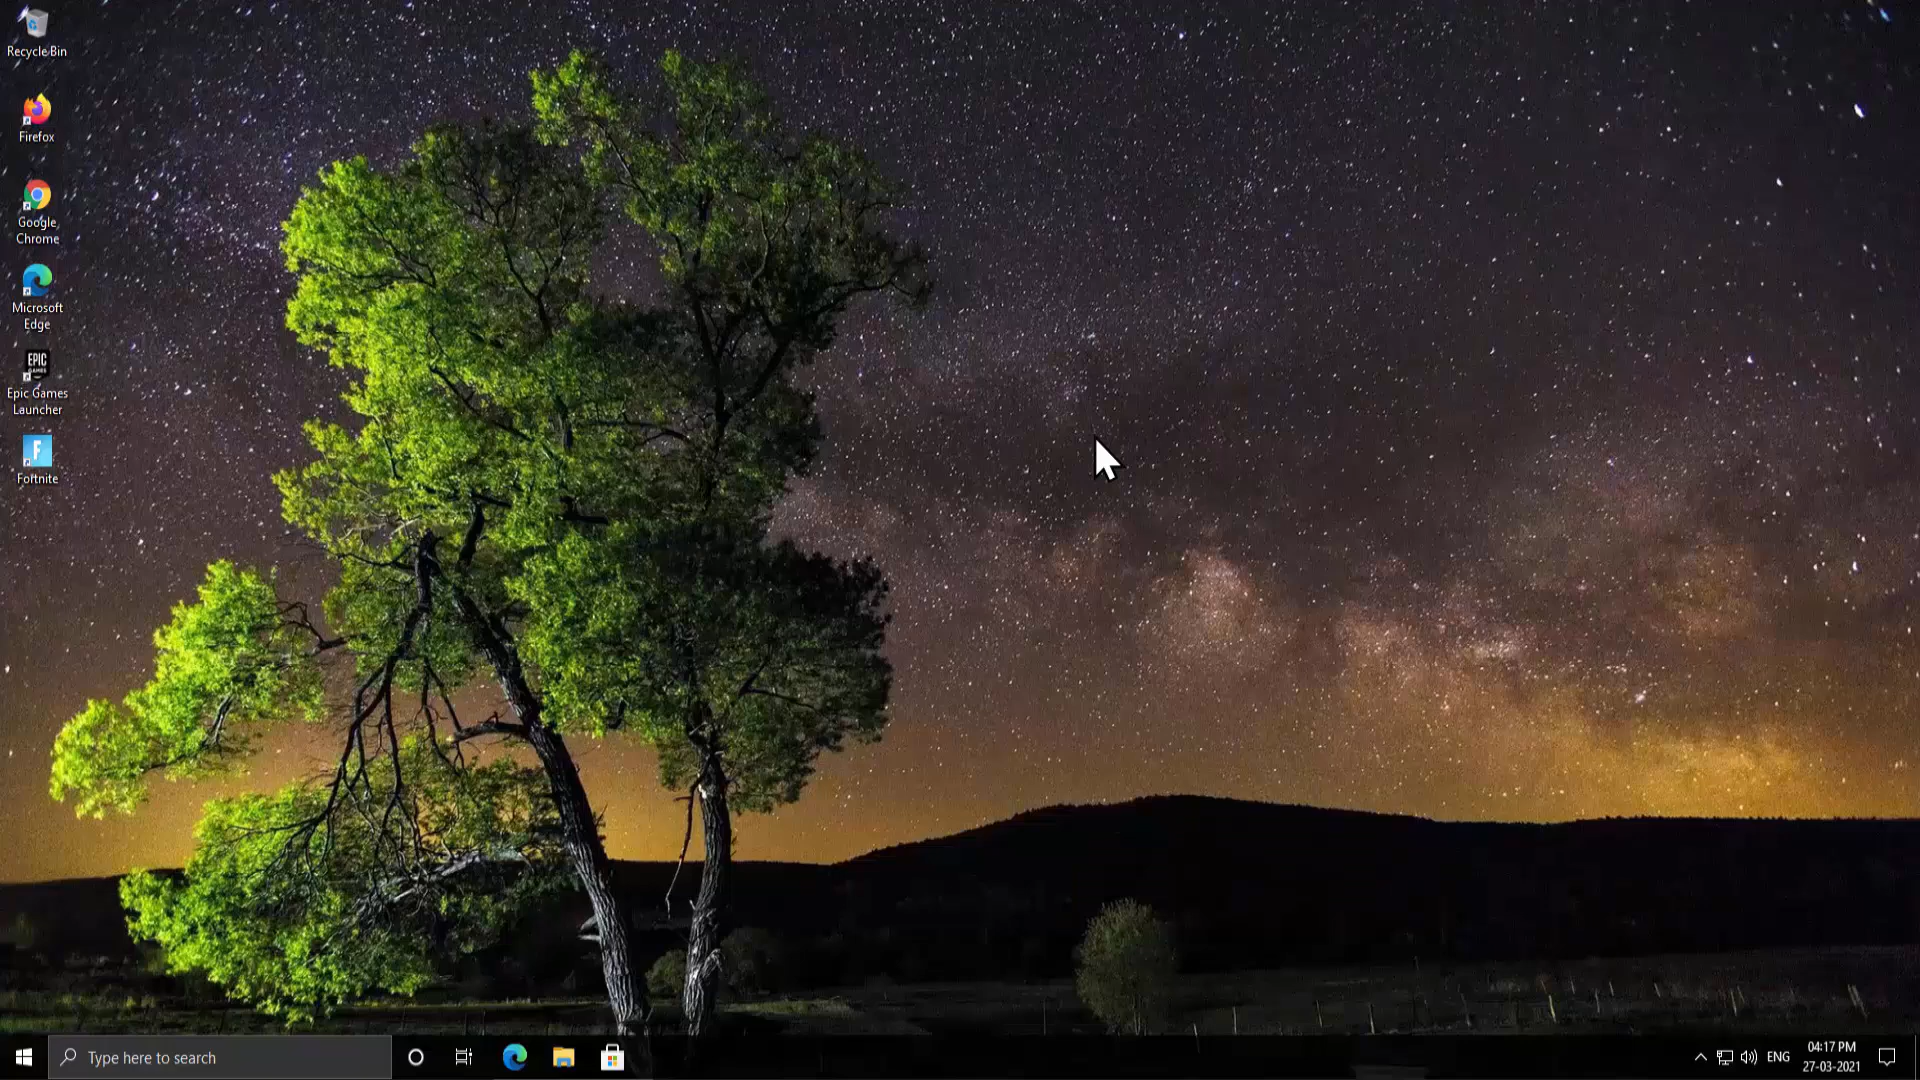 Recycle Bin
Firefox
Google
Chrome
Microsoft
Edge
EPIC
GAMES
Epic Games
Launcher
F
Fortnite
Type here to search
ENG
04:17 PM
27-03-2021